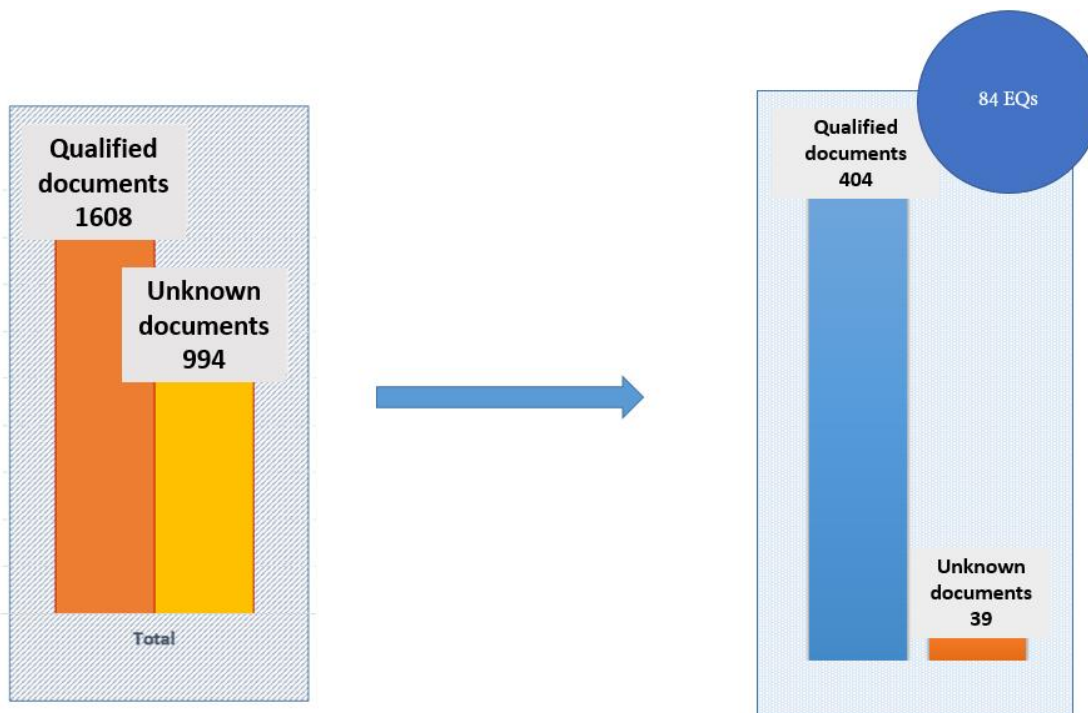 Qualified
documents
1608
Unknown
documents
994
Total
84 EQs
Qualified
documents
404
Unknown
documents
39